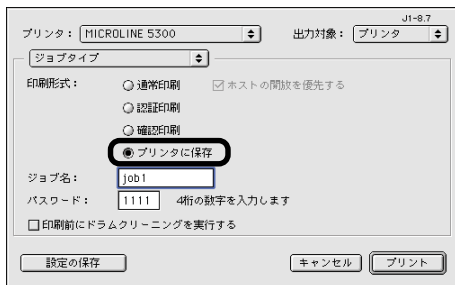 J1-8.7
プリンタ： MICROLINE 5300 出力対象： プリンタ
ジョブタイプ
印刷形式： 通常印刷 ホストの開放を優先する
認証印刷
確認印刷
プリンタに保存
ジョブ名： job1
パスワード： 1111 4桁の数字を入力します
印刷前にドラムクリーニングを実行する
設定の保存 キャンセル プリント